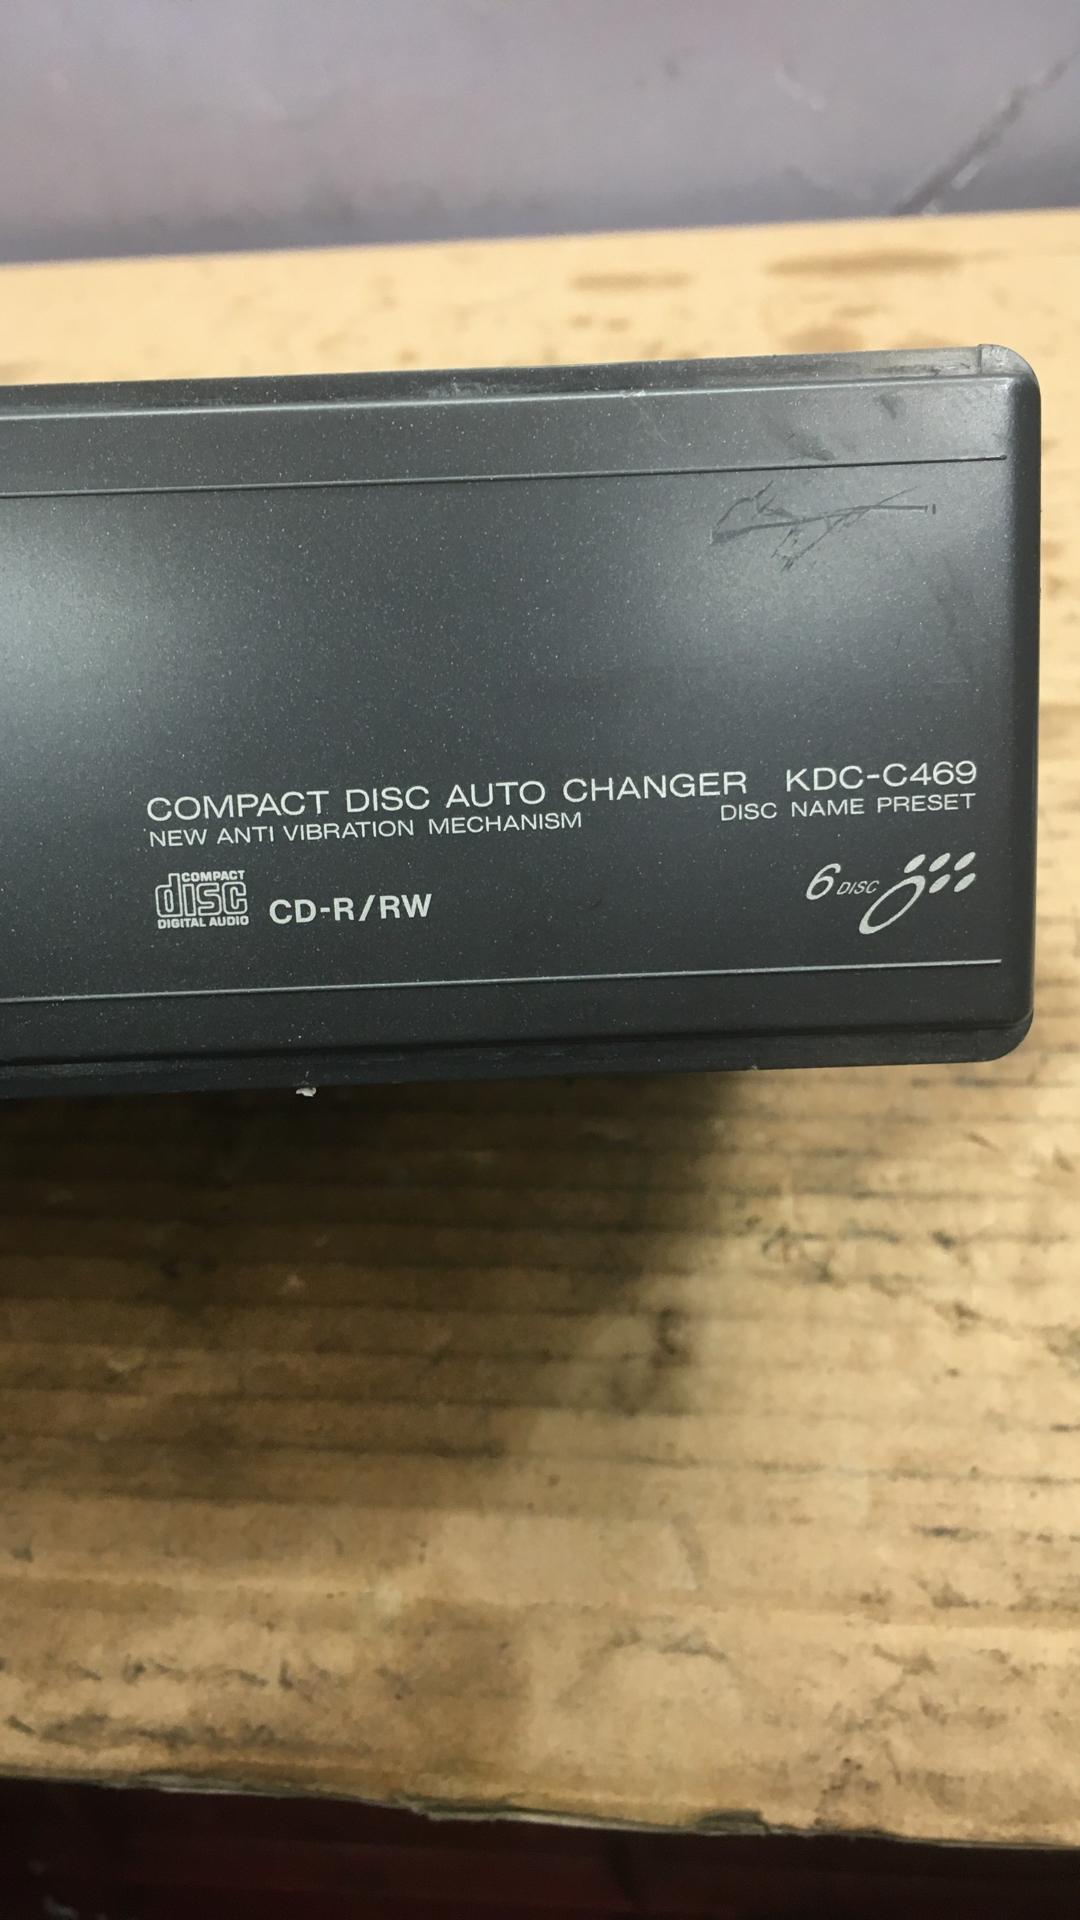 COMPACT DISC AUTO CHANGER KDC-C469
NEW ANTI VIBRATION MECHANISM DISC NAME PRESET
COMPACT
disc
DIGITAL AUDIO
CD-R/RW
6 DISC